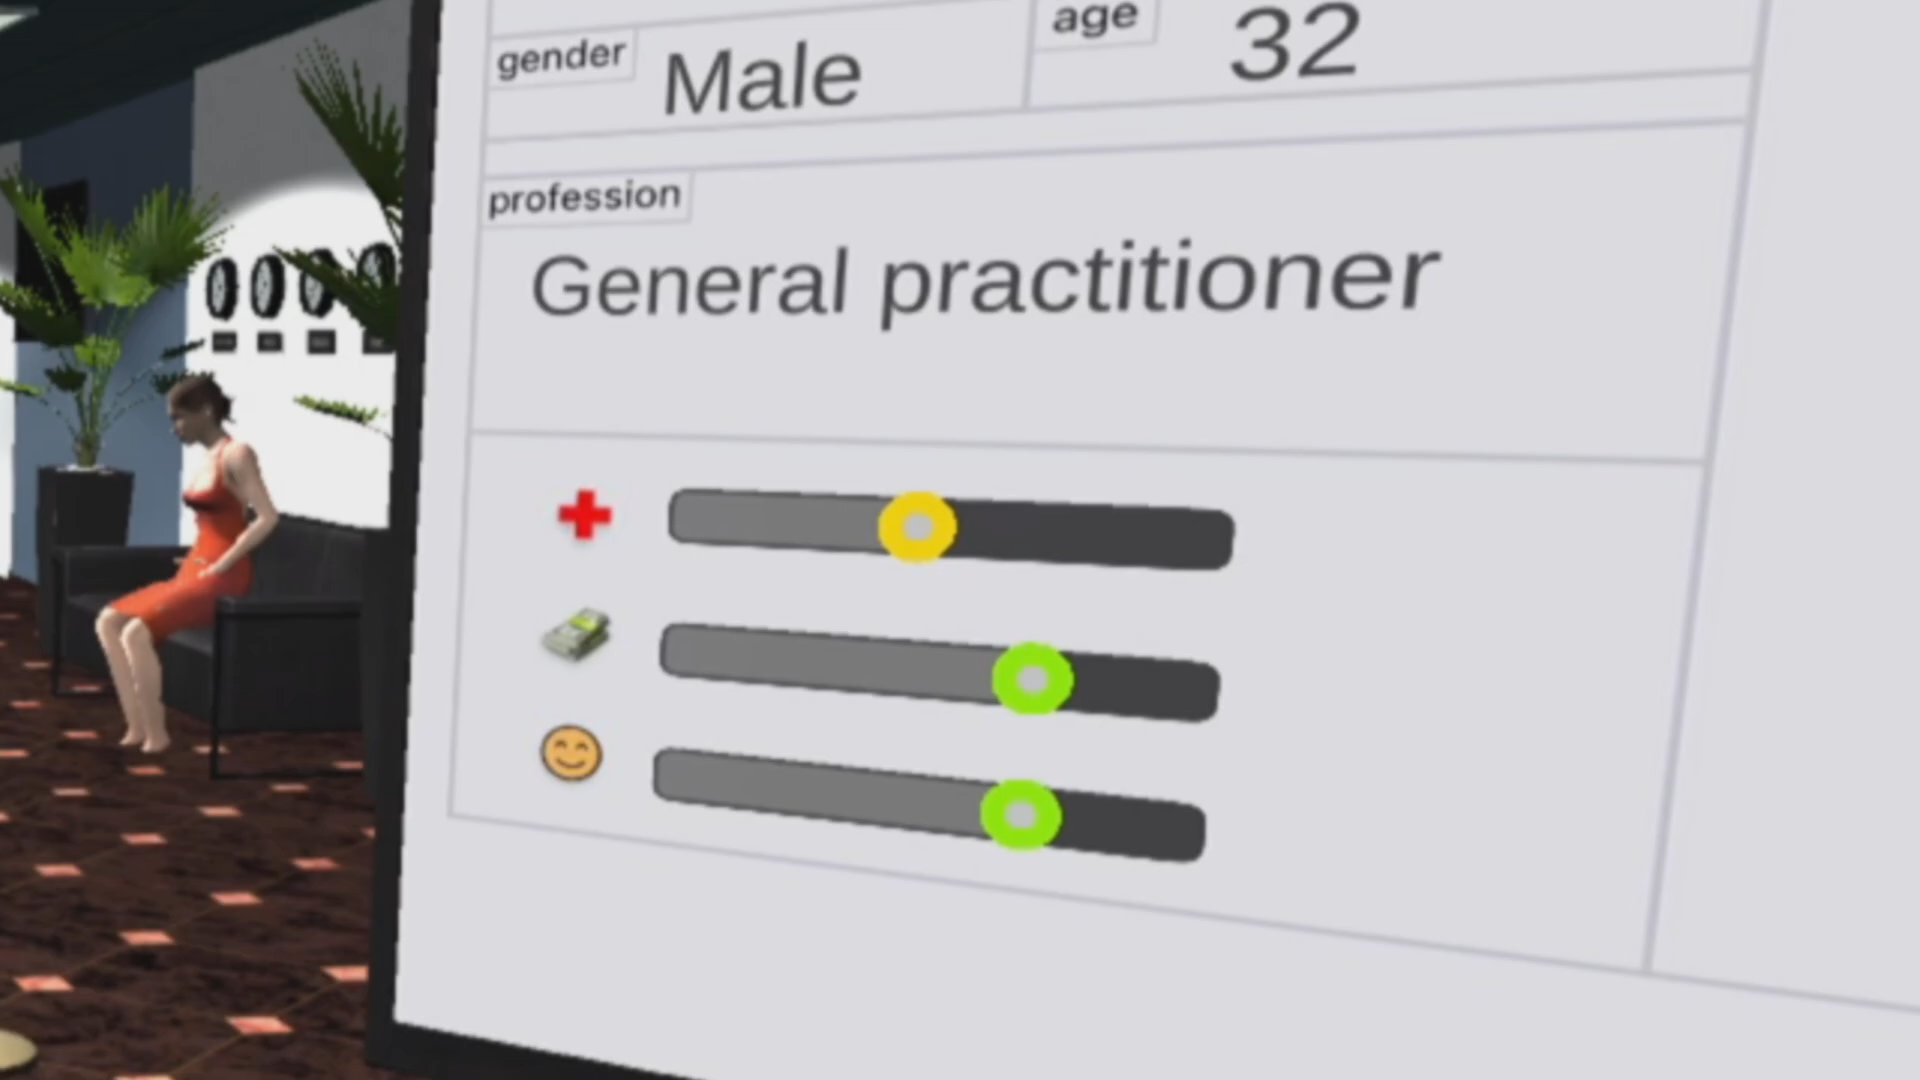 gender
Male
age
32
profession
General practitioner